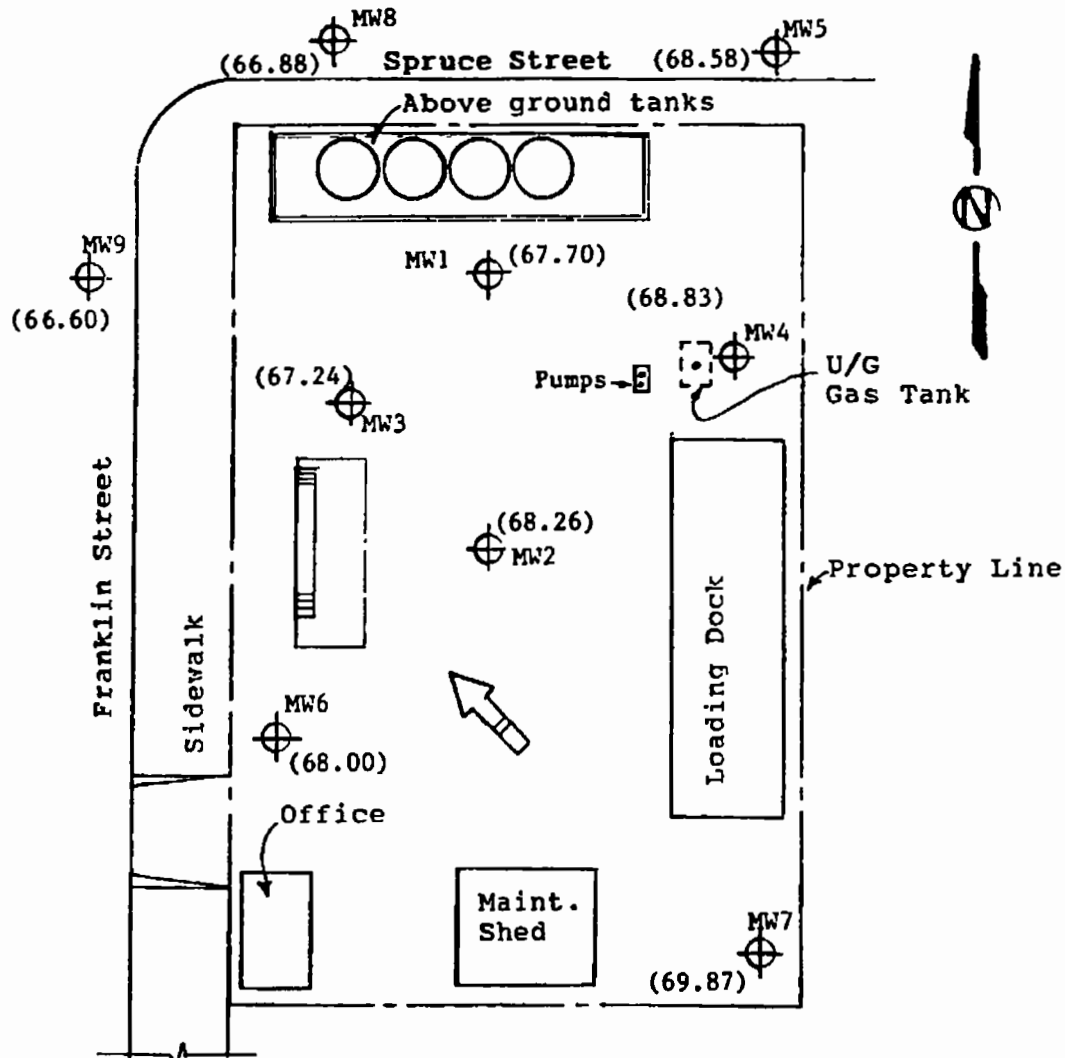 MW8
MW5
(66.88)
Spruce Street
(68.58)
Above ground tanks
N
MW9
MW1
(67.70)
(66.60)
(68.83)
MW4
(67.24)
Pumps
U/G
Gas Tank
MW3
Franklin Street
(68.26)
MW2
Property Line
Sidewalk
Loading Dock
MW6
(68.00)
Office
Maint.
Shed
MW7
(69.87)